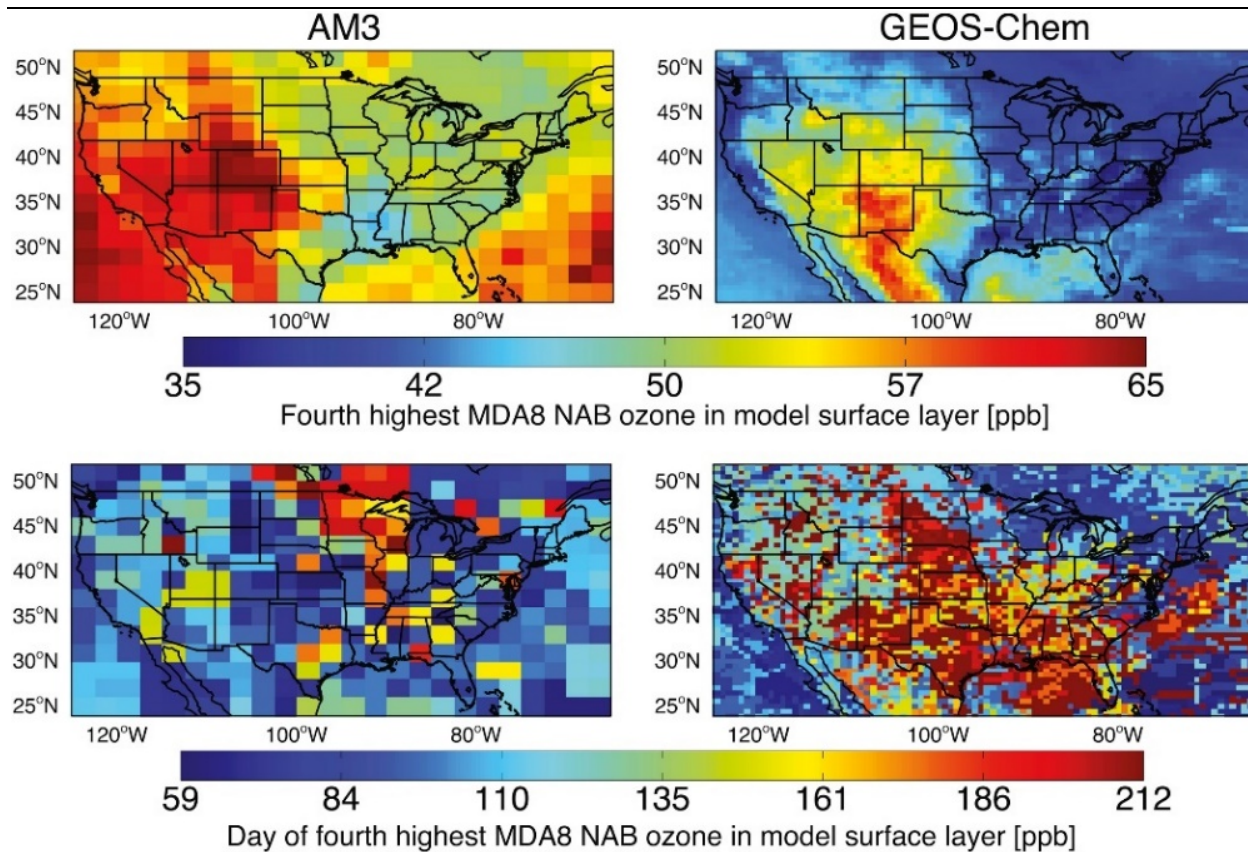 AM3 GEOS-Chem
50°N 50°N
45°N 45°N
40°N 40°N
35°N 35°N
30°N 30°N
25°N 25°N
120°W 100°W 80°W 120°W 100°W 80°W
35 42 50 57 65
Fourth highest MDA8 NAB ozone in model surface layer [ppb]
50°N 50°N
45°N 45°N
40°N 40°N
35°N 35°N
30°N 30°N
25°N 25°N
120°W 100°W 80°W 120°W 100°W 80°W
59 84 110 135 161 186 212
Day of fourth highest MDA8 NAB ozone in model surface layer [ppb]